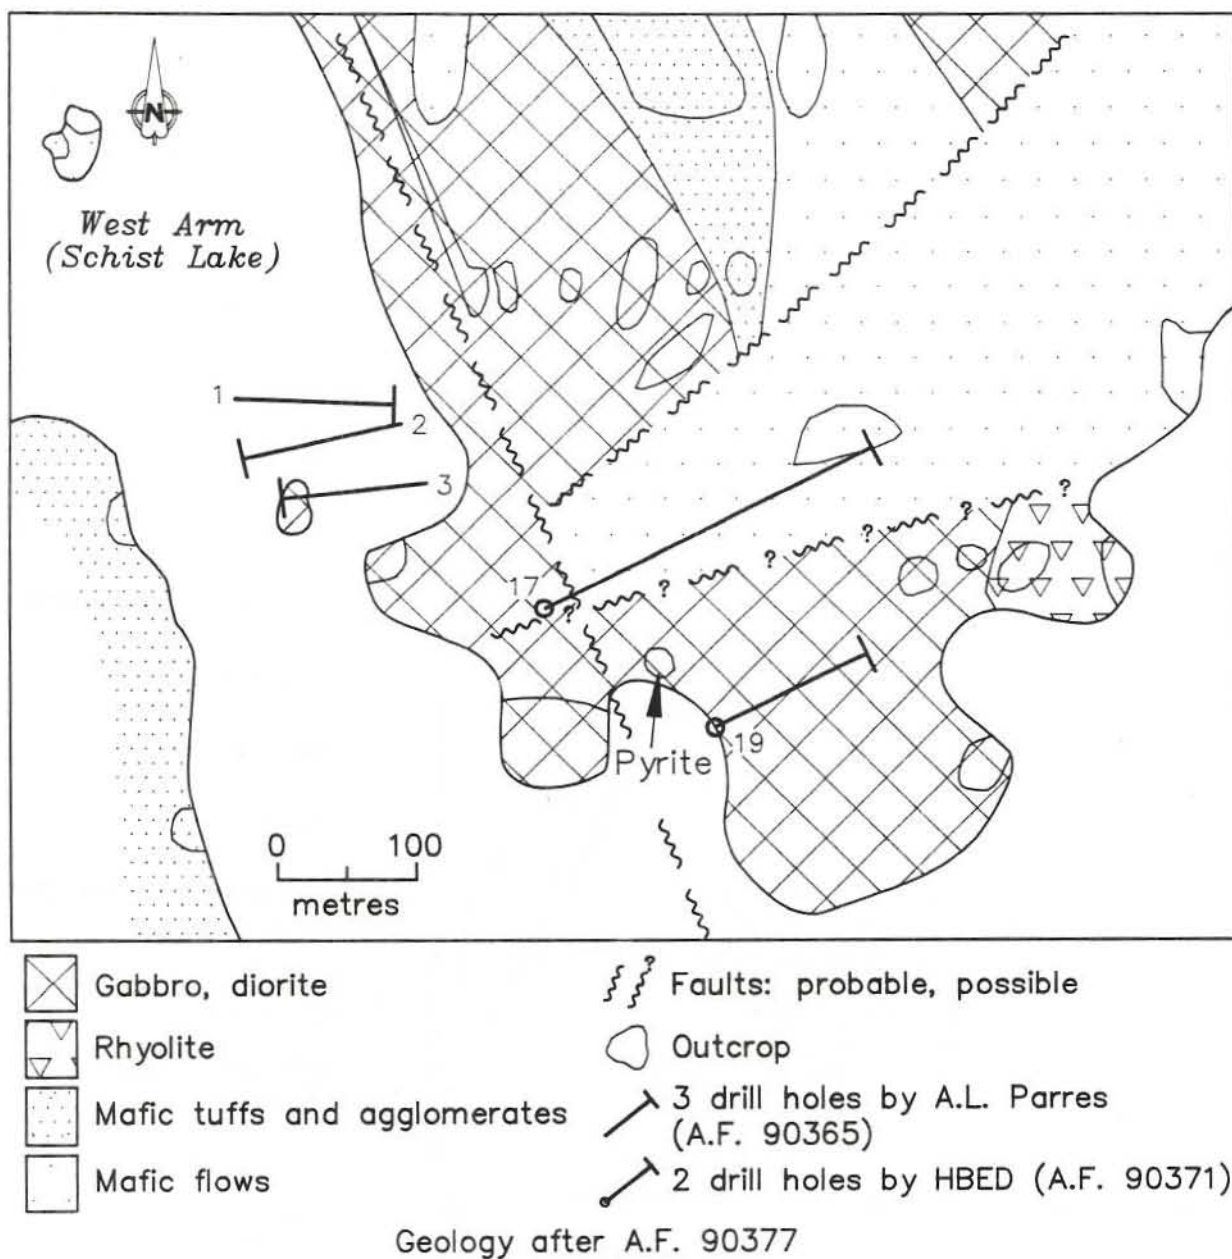 N
West Arm
(Schist Lake)
1
2
3
17
?
?
?
?
?
?
19
Pyrite
0 100
metres
Gabbro, diorite
Rhyolite
Mafic tuffs and agglomerates
Mafic flows
? Faults: probable, possible
Outcrop
3 drill holes by A.L. Parres
(A.F. 90365)
2 drill holes by HBED (A.F. 90371)
Geology after A.F. 90377